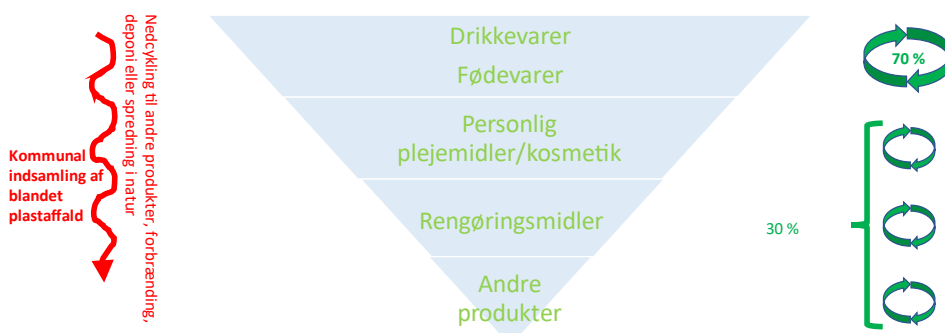 Nedcykling til andre produkter, forbrænding,
deponi eller spredning i natur
Kommunal
indsamling af
blandet
plastaffald
Drikkevarer
Fødevarer
Personlig
plejemidler/kosmetik
Rengøringsmidler
Andre
produkter
70 %
30 %